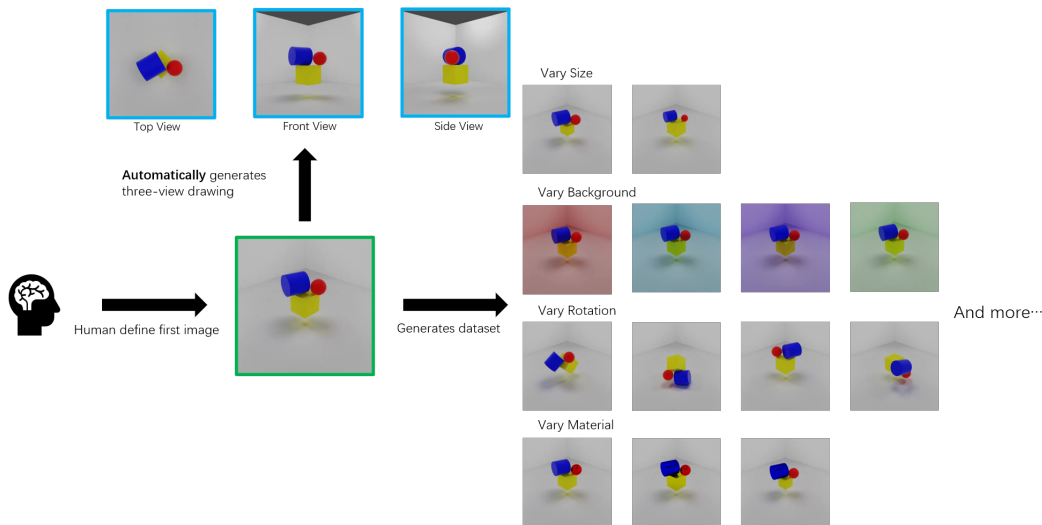 Top View
Front View
Side View
Automatically generates
three-view drawing
Human define first image
Generates dataset
Vary Size
Vary Background
Vary Rotation
Vary Material
And more···